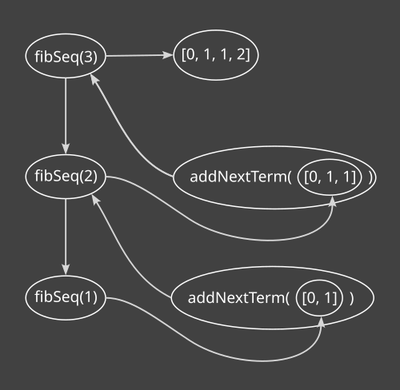 fibSeq(3)
[0, 1, 1, 2]
fibSeq(2)
addNextTerm( [0, 1, 1] )
fibSeq(1)
addNextTerm( [0, 1] )